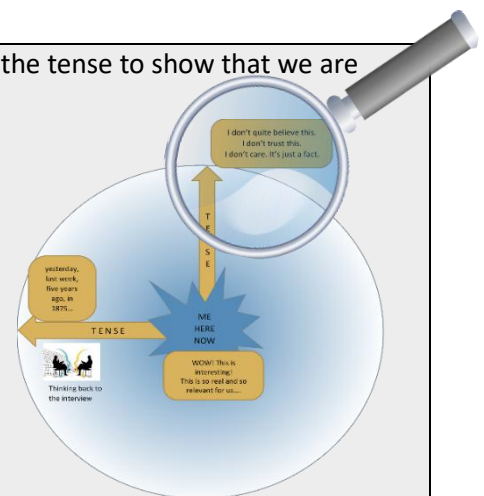 the tense to show that we are
I don't quite believe this.
I don't trust this.
I don't care. It's just a fact.
T
E
S
E
yesterday,
last week,
five years
ago, in
1875...
TENSE
ME
HERE
NOW
WOW! This is
interesting!
This is so real and so
relevant for us....
Thinking back to
the interview